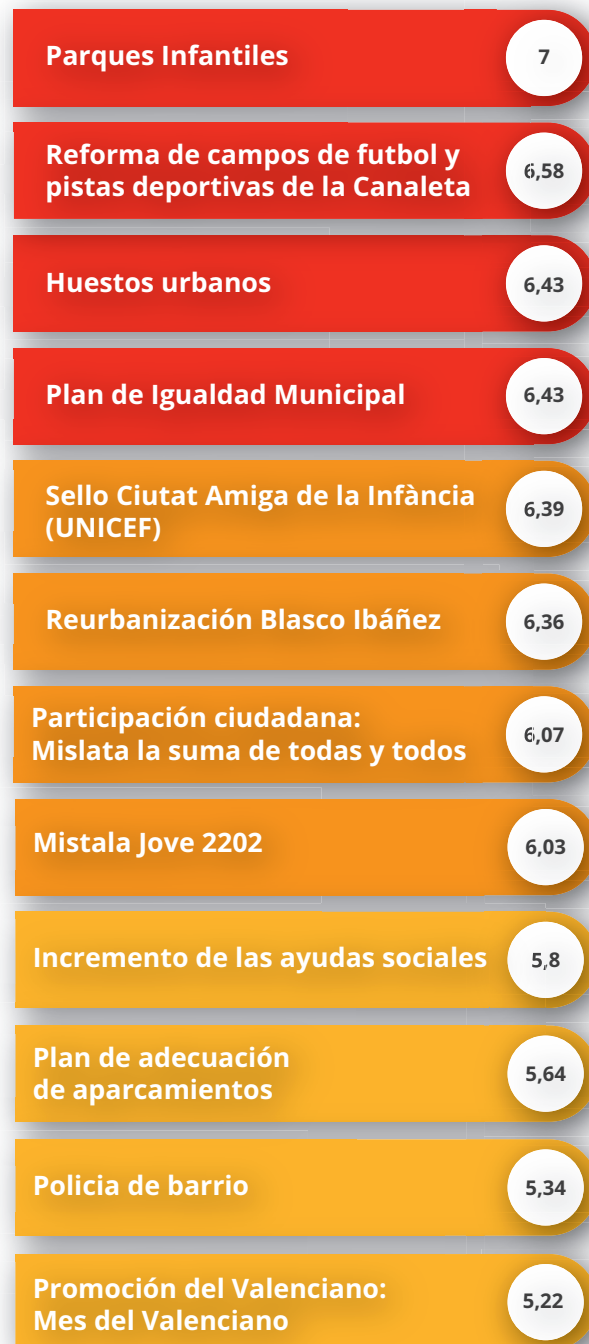 Parques Infantiles
7
Reforma de campos de futbol y
pistas deportivas de la Canaleta
6,58
Huestos urbanos
6,43
Plan de Igualdad Municipal
6,43
Sello Ciutat Amiga de la Infància
(UNICEF)
6,39
Reurbanización Blasco Ibáñez
6,36
Participación ciudadana:
Mislata la suma de todas y todos
6,07
Mistala Jove 2202
6,03
Incremento de las ayudas sociales
5,8
Plan de adecuación
de aparcamientos
5,64
Policia de barrio
5,34
Promoción del Valenciano:
Mes del Valenciano
5,22